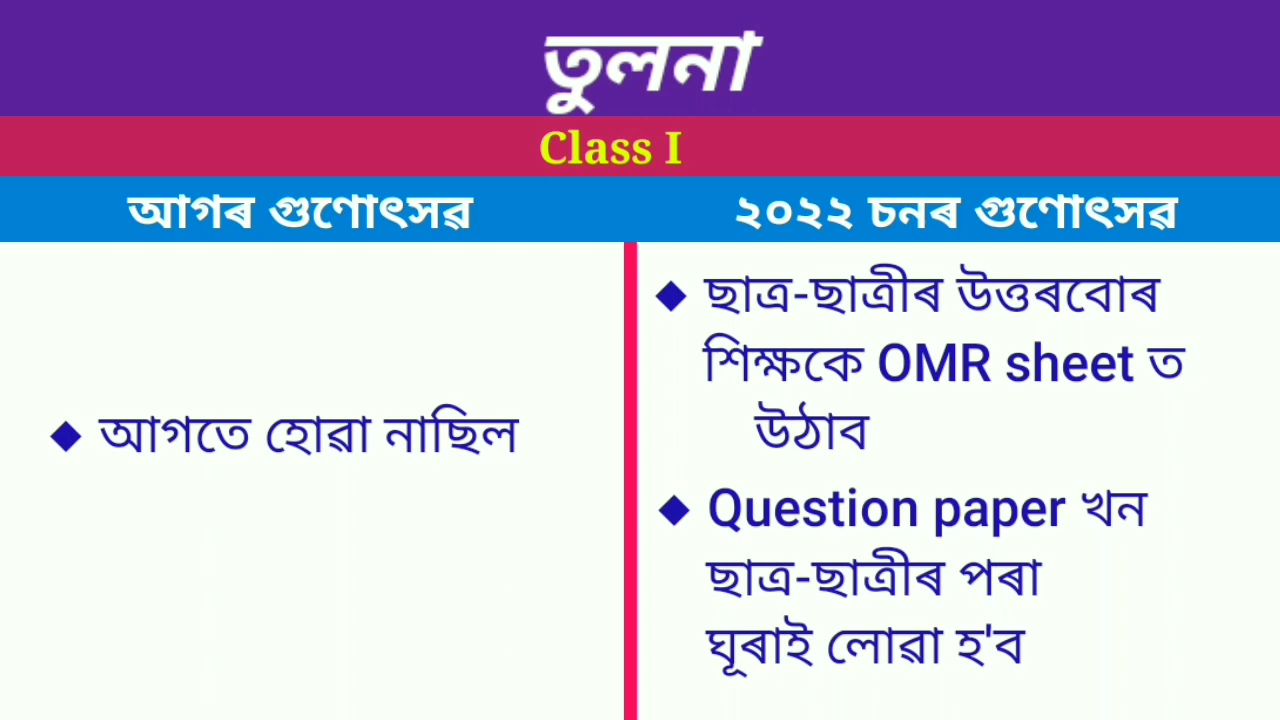 তুলনা
Class I
আগৰ গুণোৎসৱ
২০২২ চনৰ গুণোৎসৱ
◆ আগতে হোৱা নাছিল
◆ ছাত্ৰ-ছাত্ৰীৰ উত্তৰবোৰ
শিক্ষকে OMR sheet ত
উঠাব
◆ Question paper খন
ছাত্ৰ-ছাত্ৰীৰ পৰা
ঘূৰাই লোৱা হ'ব